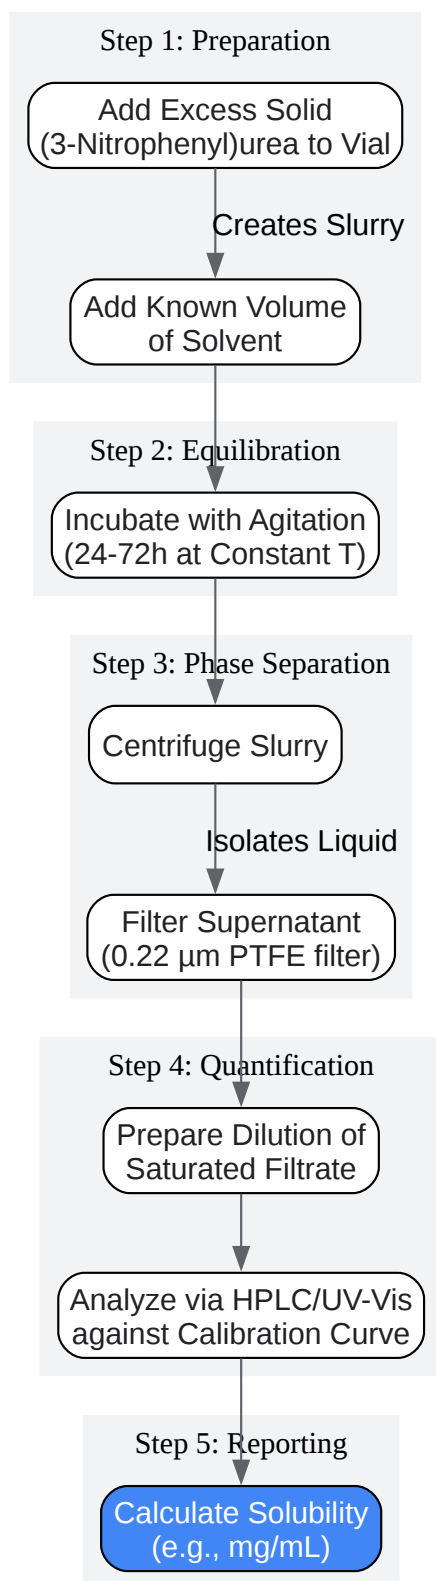 Step 1: Preparation
Add Excess Solid
(3-Nitrophenyl)urea to Vial
Creates Slurry
Add Known Volume
of Solvent
Step 2: Equilibration
Incubate with Agitation
(24-72h at Constant T)
Step 3: Phase Separation
Centrifuge Slurry
Isolates Liquid
Filter Supernatant
(0.22 µm PTFE filter)
Step 4: Quantification
Prepare Dilution of
Saturated Filtrate
Analyze via HPLC/UV-Vis
against Calibration Curve
Step 5: Reporting
Calculate Solubility
(e.g., mg/mL)